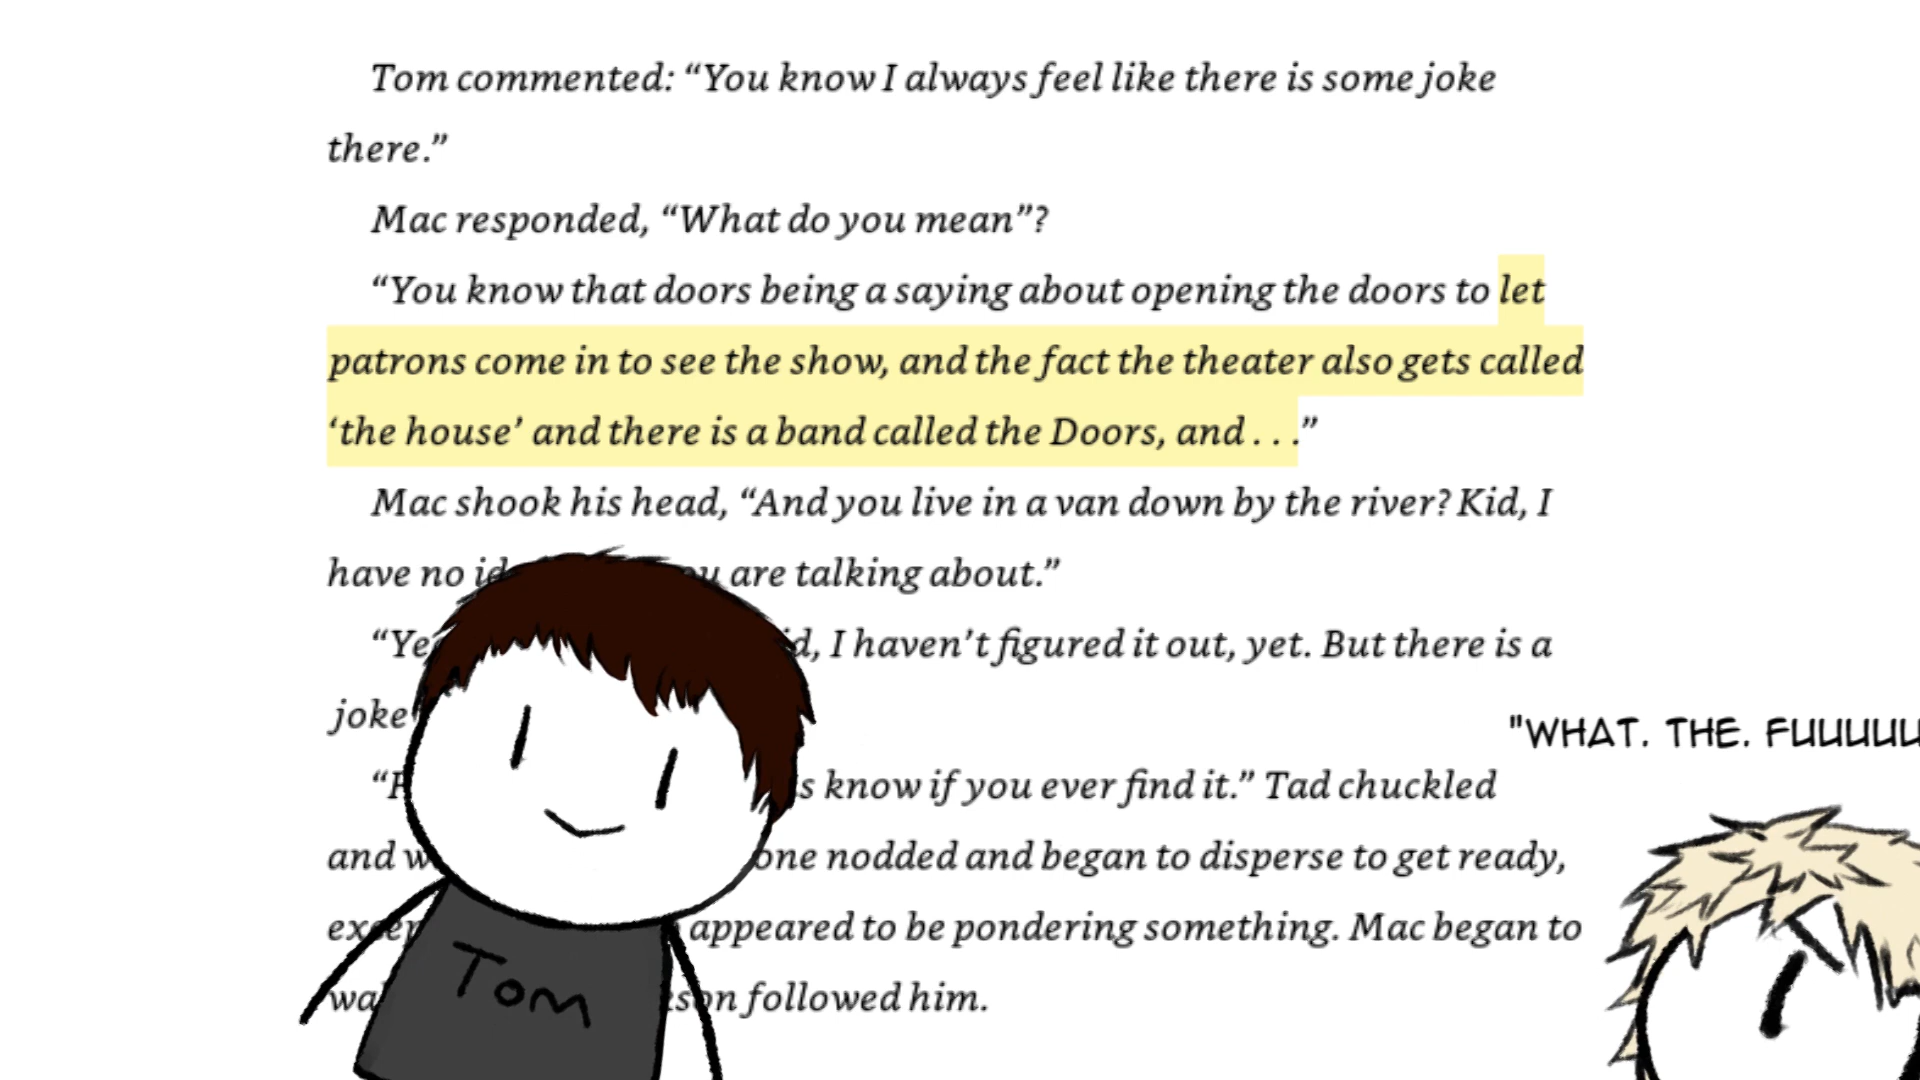 Tom commented: “You know I always feel like there is some joke
there.”
Mac responded, “What do you mean”?
“You know that doors being a saying about opening the doors to let
patrons come in to see the show, and the fact the theater also gets called
‘the house’ and there is a band called the Doors, and . . .”
Mac shook his head, “And you live in a van down by the river? Kid, I
have no are talking about.”
I haven’t figured it out, yet. But there is a
joke
"WHAT. THE. FUUUUU
know if you ever find it.” Tad chuckled
and nodded and began to disperse to get ready,
appeared to be pondering something. Mac began to
followed him.
Tom